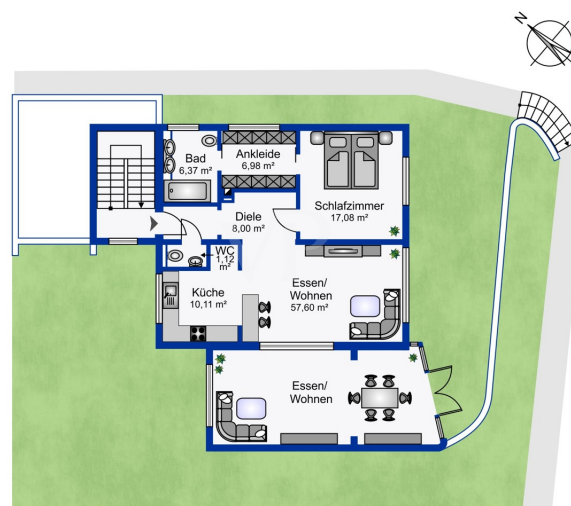 N
Bad
6,37 m²
Ankleide
6,98 m²
Schlafzimmer
17,08 m²
Diele
8,00 m²
WC
1,12
m²
Küche
10,11 m²
Essen/
Wohnen
57,60 m²
Essen/
Wohnen